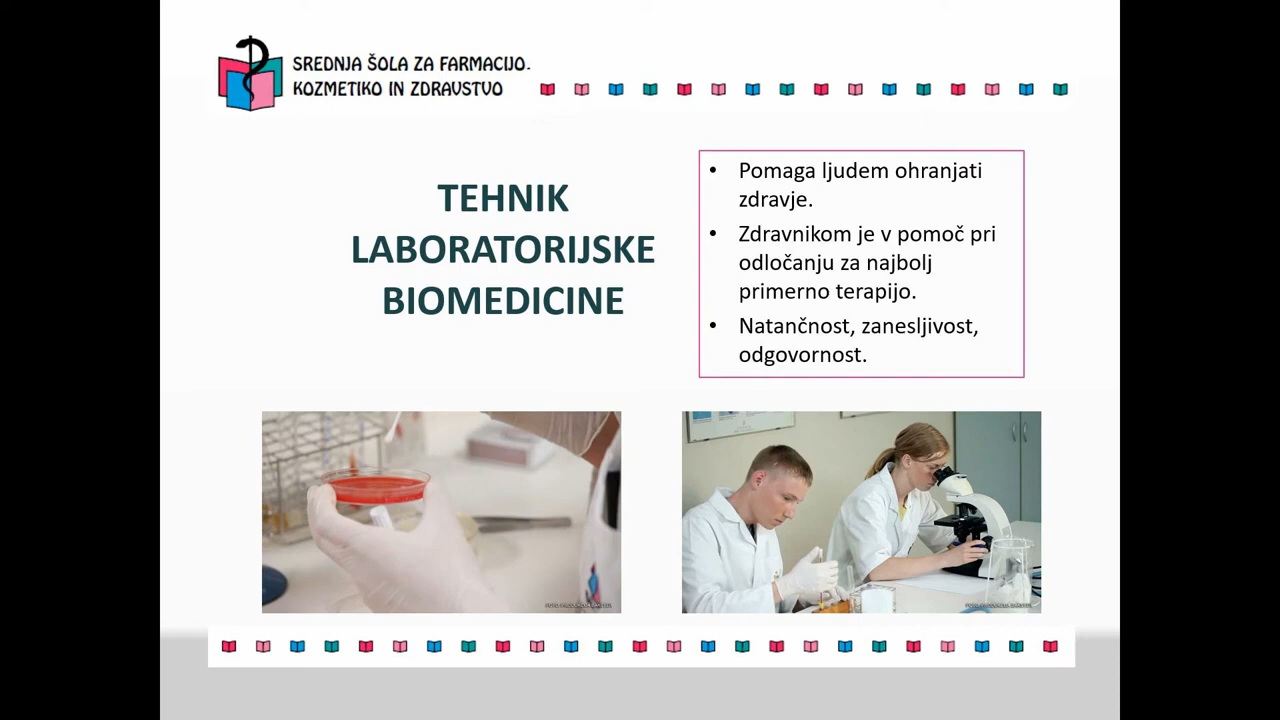 SREDNJA ŠOLA ZA FARMACIJO,
KOZMETIKO IN ZDRAVSTVO
TEHNIK
LABORATORIJSKE
BIOMEDICINE
• Pomaga ljudem ohranjati
zdravje.
• Zdravnikom je v pomoč pri
odločanju za najbolj
primerno terapijo.
• Natančnost, zanesljivost,
odgovornost.